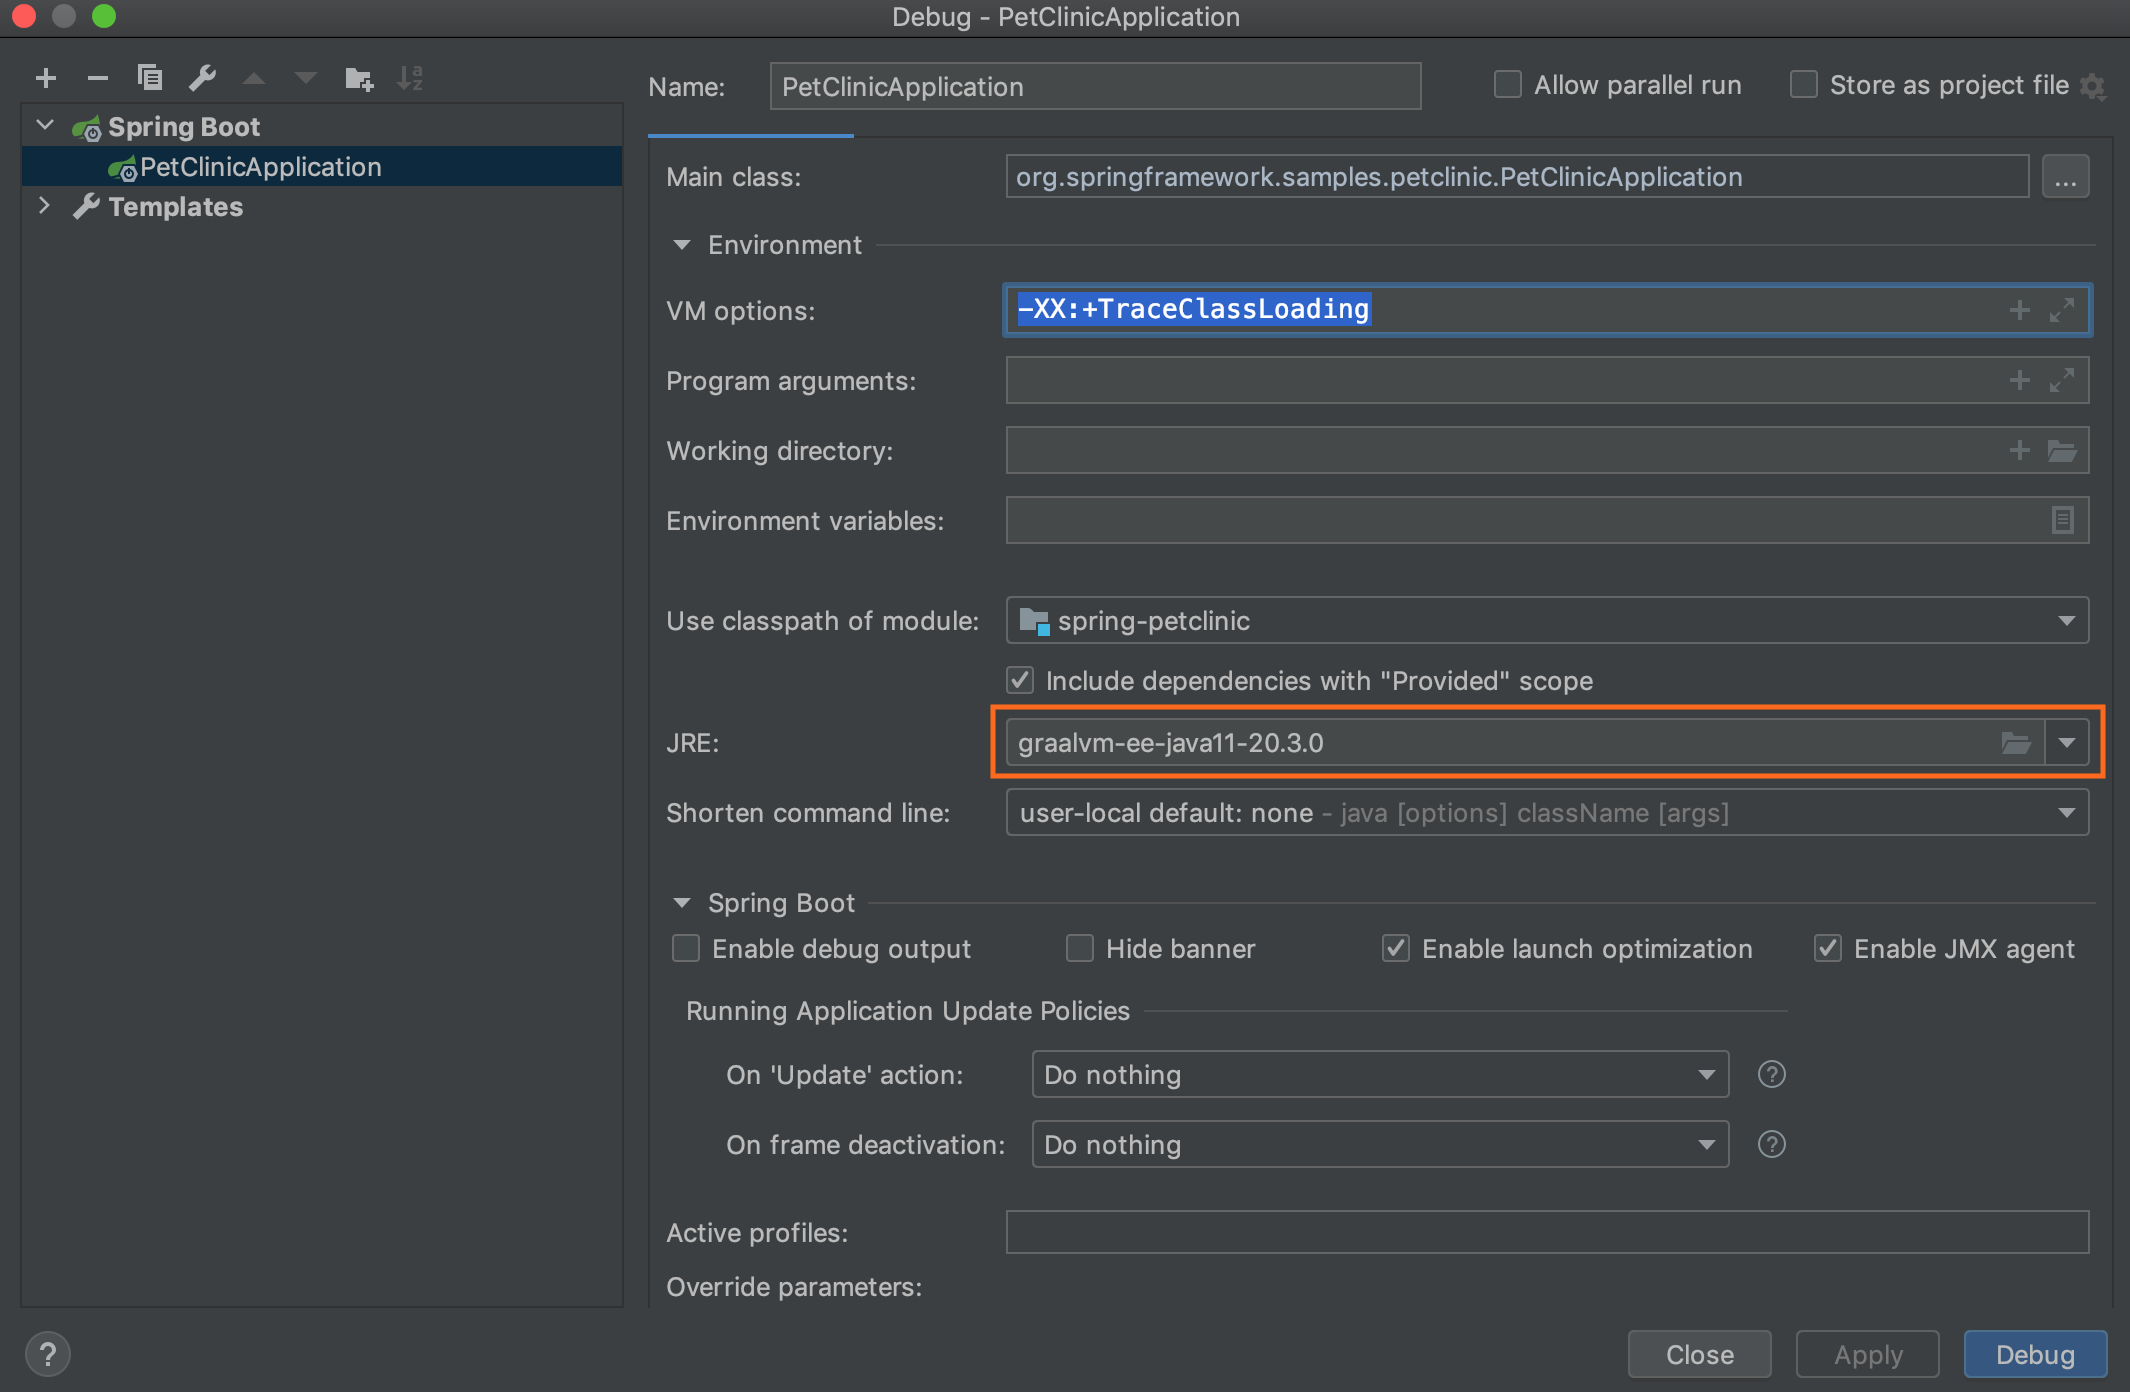 Debug - PetClinicApplication
Spring Boot
PetClinicApplication
Templates
Name: PetClinicApplication Allow parallel run Store as project file
Main class: org.springframework.samples.petclinic.PetClinicApplication ...
Environment
VM options: -XX:+TraceClassLoading
Program arguments:
Working directory:
Environment variables:
Use classpath of module: spring-petclinic
Include dependencies with "Provided" scope
JRE: graalvm-ee-java11-20.3.0
Shorten command line: user-local default: none - java [options] className [args]
Spring Boot
Enable debug output Hide banner Enable launch optimization Enable JMX agent
Running Application Update Policies
On 'Update' action: Do nothing ?
On frame deactivation: Do nothing ?
Active profiles:
Override parameters:
? Close Apply Debug